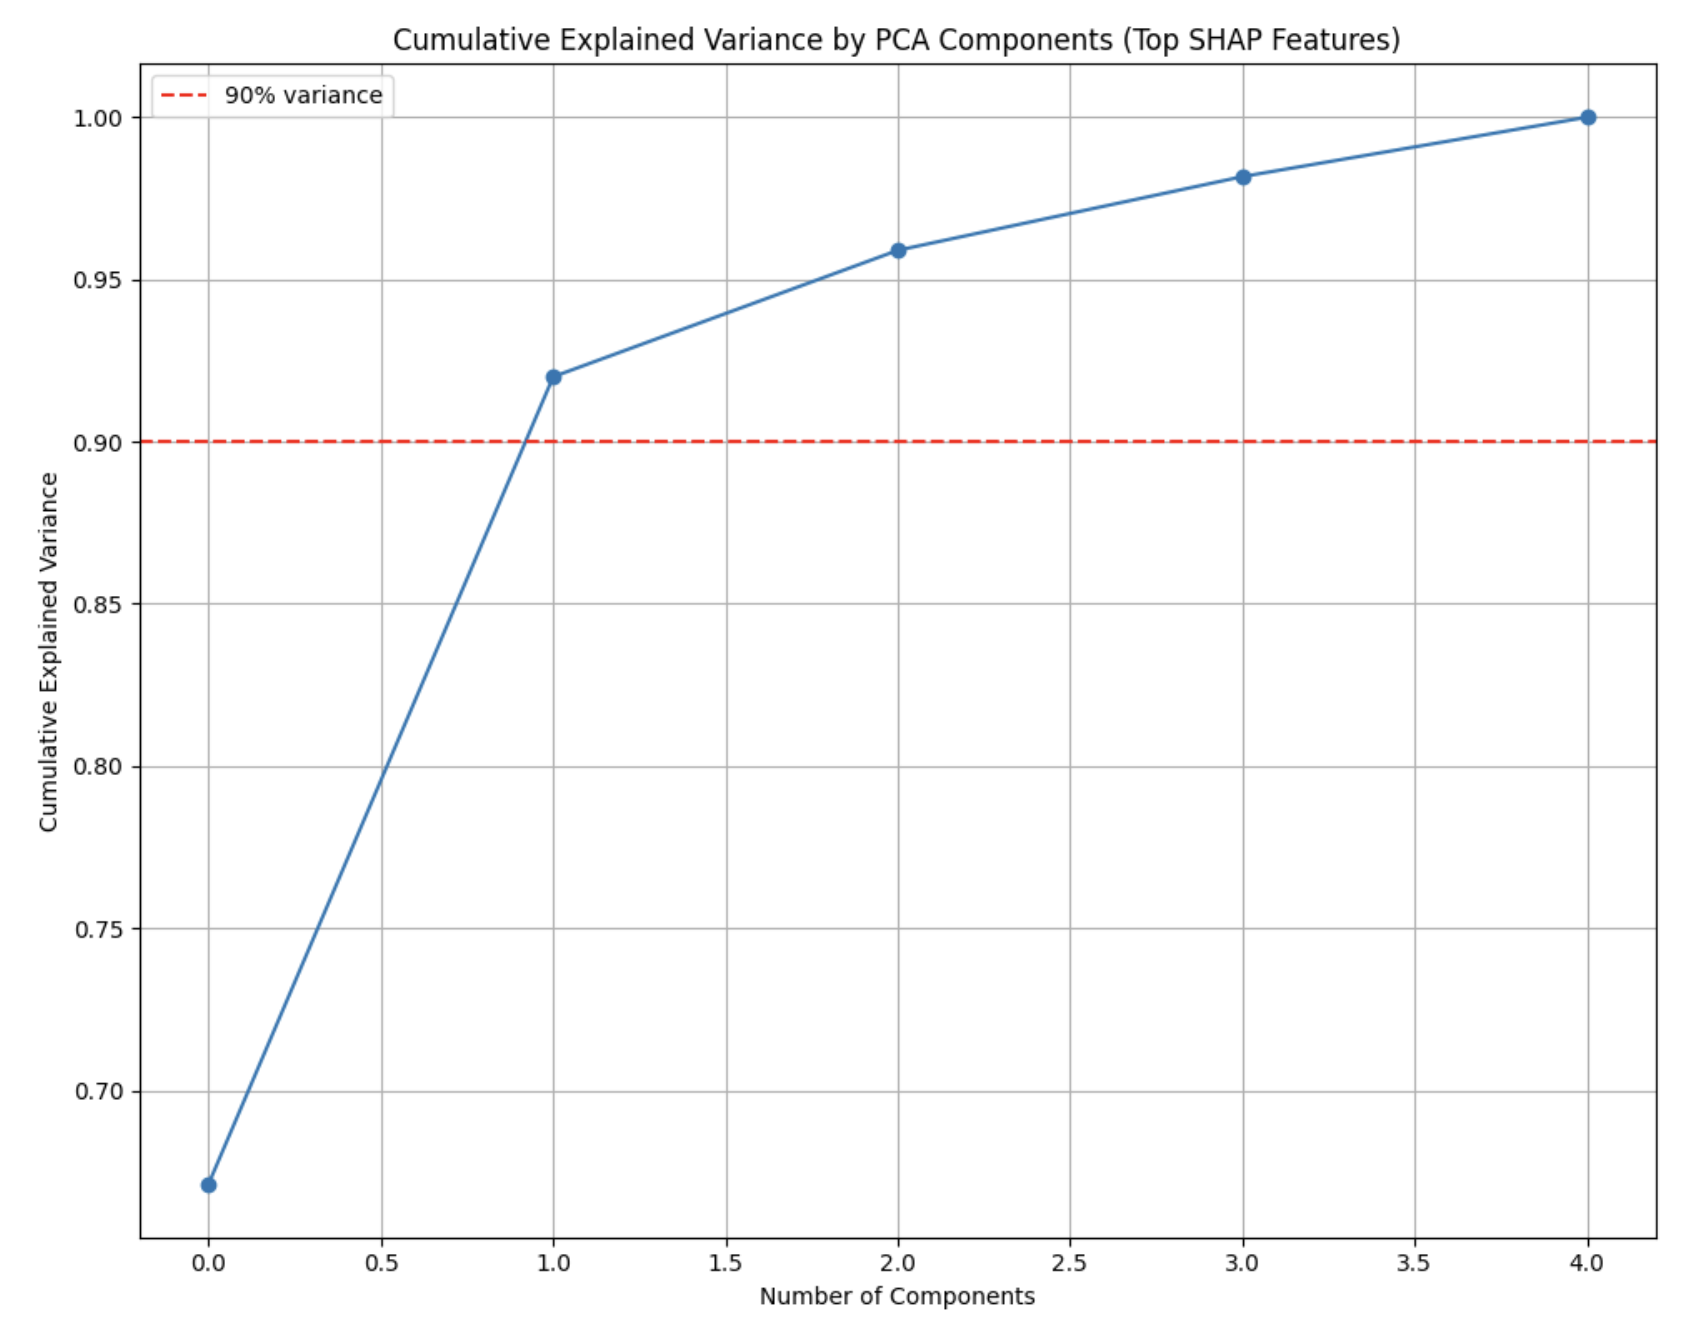 Cumulative Explained Variance by PCA Components (Top SHAP Features)
90% variance
1.00
0.95
0.90
0.85
0.80
0.75
0.70
Cumulative Explained Variance
0.0 0.5 1.0 1.5 2.0 2.5 3.0 3.5 4.0
Number of Components